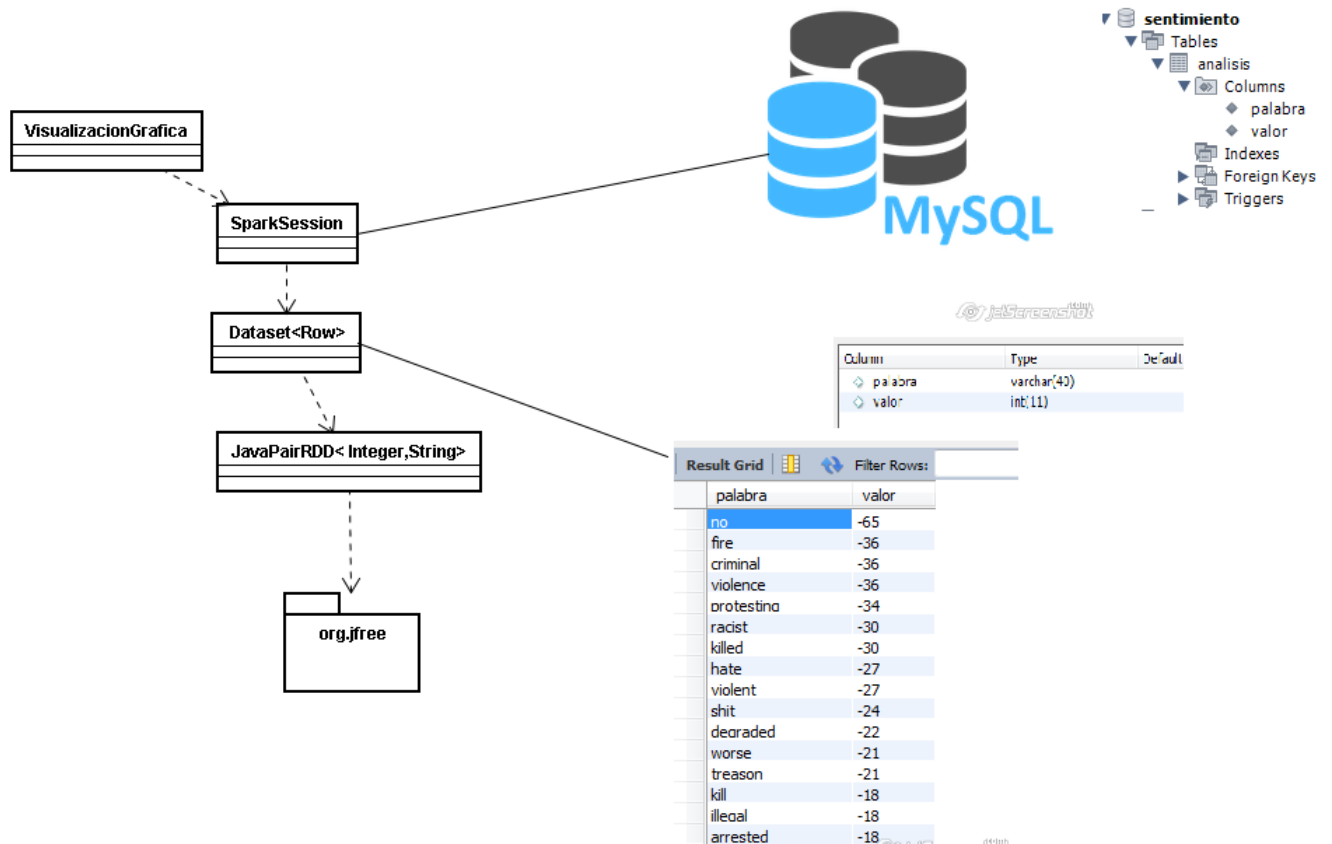 sentimiento
Tables
analisis
Columns
palabra
valor
Indexes
Foreign Keys
Triggers
MySQL
VisualizacionGrafica
SparkSession
Dataset<Row>
JavaPairRDD< Integer,String>
org.jfree
jetScreenshot
.com
Column Type Default
palabra varchar(40)
valor int(11)
Result Grid Filter Rows:
palabra valor
no -65
fire -36
criminal -36
violence -36
protesting -34
racist -30
killed -30
hate -27
violent -27
shit -24
degraded -22
worse -21
treason -21
kill -18
illegal -18
arrested -18